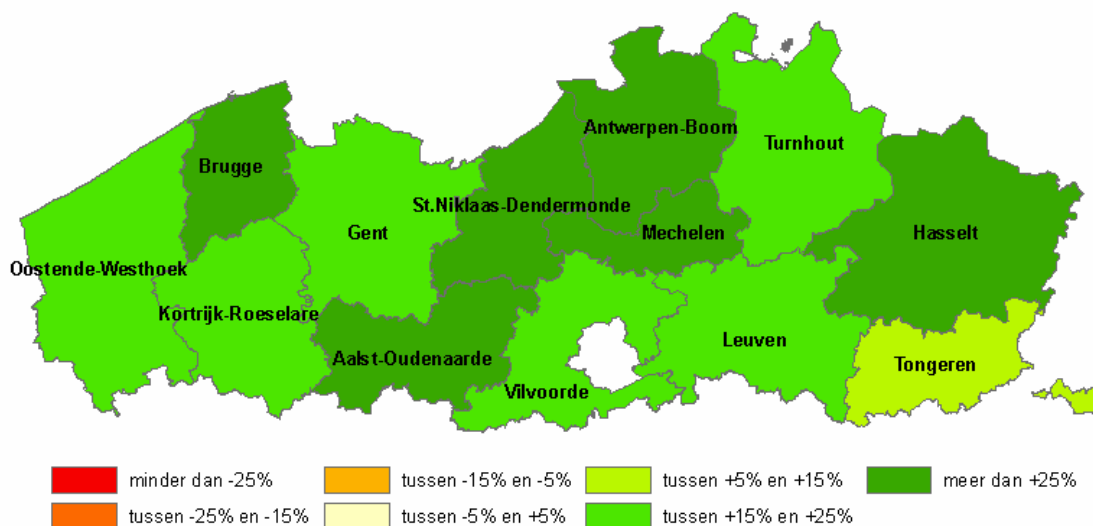 Antwerpen-Boom
Turnhout
Brugge
St.Niklaas-Dendermonde
Gent
Mechelen
Hasselt
Oostende-Westhoek
Kortrijk-Roeselare
Leuven
Aalst-Oudenaarde
Tongeren
Vilvoorde
minder dan -25%
tussen -15% en -5%
tussen +5% en +15%
meer dan +25%
tussen -25% en -15%
tussen -5% en +5%
tussen +15% en +25%